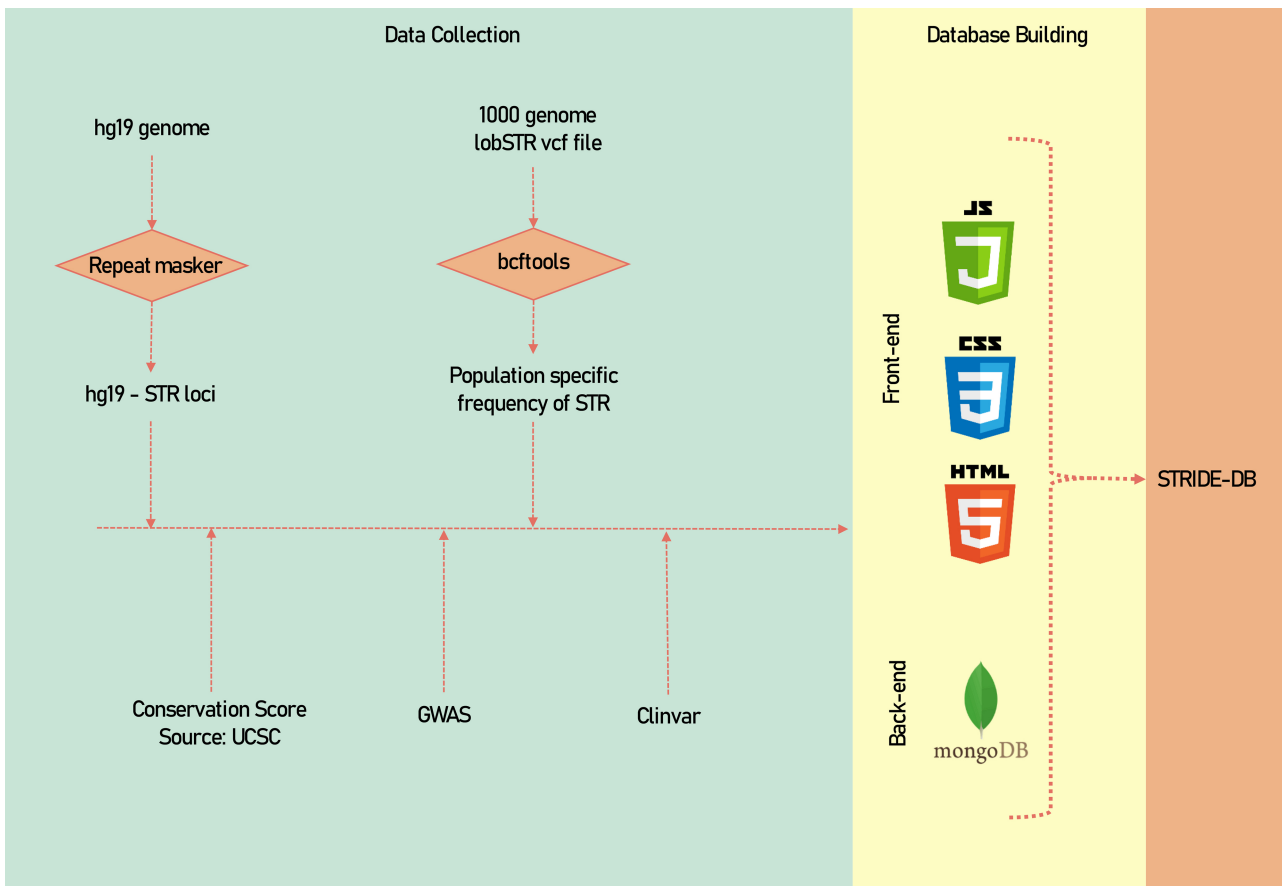 Data Collection
Database Building
hg19 genome
1000 genome
lobSTR vcf file
Repeat masker
bcftools
hg19 - STR loci
Population specific
frequency of STR
Conservation Score
Source: UCSC
GWAS
Clinvar
Front-end
JS
CSS
3
HTML
5
Back-end
mongoDB
STRIDE-DB